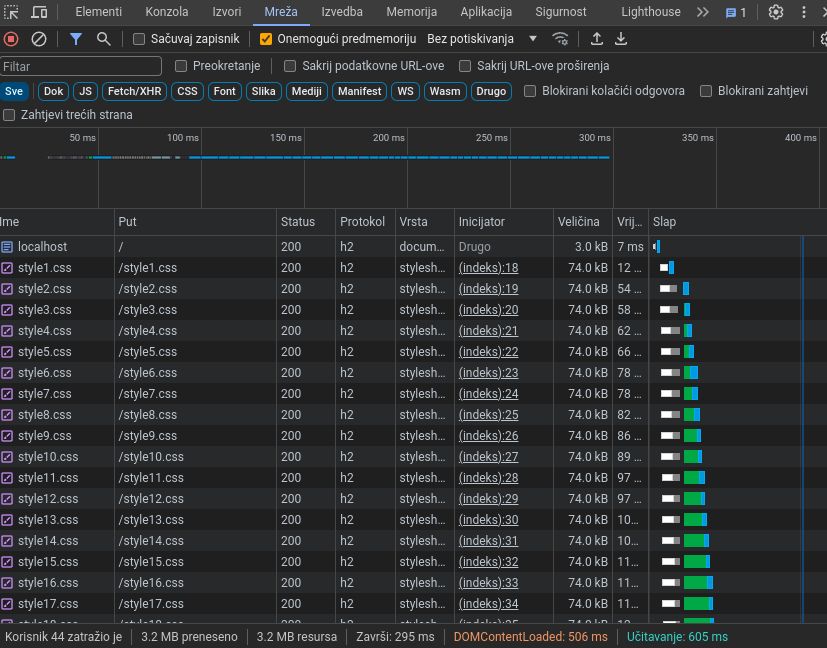 Elementi Konzola Izvori Mreža Izvedba Memorija Aplikacija Sigurnost Lighthouse 1
Sačuvaj zapisnik Onemogući predmemoriju Bez potiskivanja
Filtar Preokretanje Sakrij podatkovne URL-ove Sakrij URL-ove proširenja
Sve Dok JS Fetch/XHR CSS Font Slika Mediji Manifest WS Wasm Drugo Blokirani kolačići odgovora Blokirani zahtjevi
Zahtjevi trećih strana
50 ms 100 ms 150 ms 200 ms 250 ms 300 ms 350 ms 400 ms
Ime Put Status Protokol Vrsta Inicijator Veličina Vrij... Slap
localhost / 200 h2 docum... Drugo 3.0 kB 7 ms
style1.css /style1.css 200 h2 stylesh... (indeks):18 74.0 kB 12 ...
style2.css /style2.css 200 h2 stylesh... (indeks):19 74.0 kB 54 ...
style3.css /style3.css 200 h2 stylesh... (indeks):20 74.0 kB 58 ...
style4.css /style4.css 200 h2 stylesh... (indeks):21 74.0 kB 62 ...
style5.css /style5.css 200 h2 stylesh... (indeks):22 74.0 kB 66 ...
style6.css /style6.css 200 h2 stylesh... (indeks):23 74.0 kB 78 ...
style7.css /style7.css 200 h2 stylesh... (indeks):24 74.0 kB 78 ...
style8.css /style8.css 200 h2 stylesh... (indeks):25 74.0 kB 82 ...
style9.css /style9.css 200 h2 stylesh... (indeks):26 74.0 kB 86 ...
style10.css /style10.css 200 h2 stylesh... (indeks):27 74.0 kB 89 ...
style11.css /style11.css 200 h2 stylesh... (indeks):28 74.0 kB 97 ...
style12.css /style12.css 200 h2 stylesh... (indeks):29 74.0 kB 97 ...
style13.css /style13.css 200 h2 stylesh... (indeks):30 74.0 kB 10...
style14.css /style14.css 200 h2 stylesh... (indeks):31 74.0 kB 10...
style15.css /style15.css 200 h2 stylesh... (indeks):32 74.0 kB 11...
style16.css /style16.css 200 h2 stylesh... (indeks):33 74.0 kB 11...
style17.css /style17.css 200 h2 stylesh... (indeks):34 74.0 kB 11...
Korisnik 44 zatražio je 3.2 MB preneseno 3.2 MB resursa Završi: 295 ms DOMContentLoaded: 506 ms Učitavanje: 605 ms